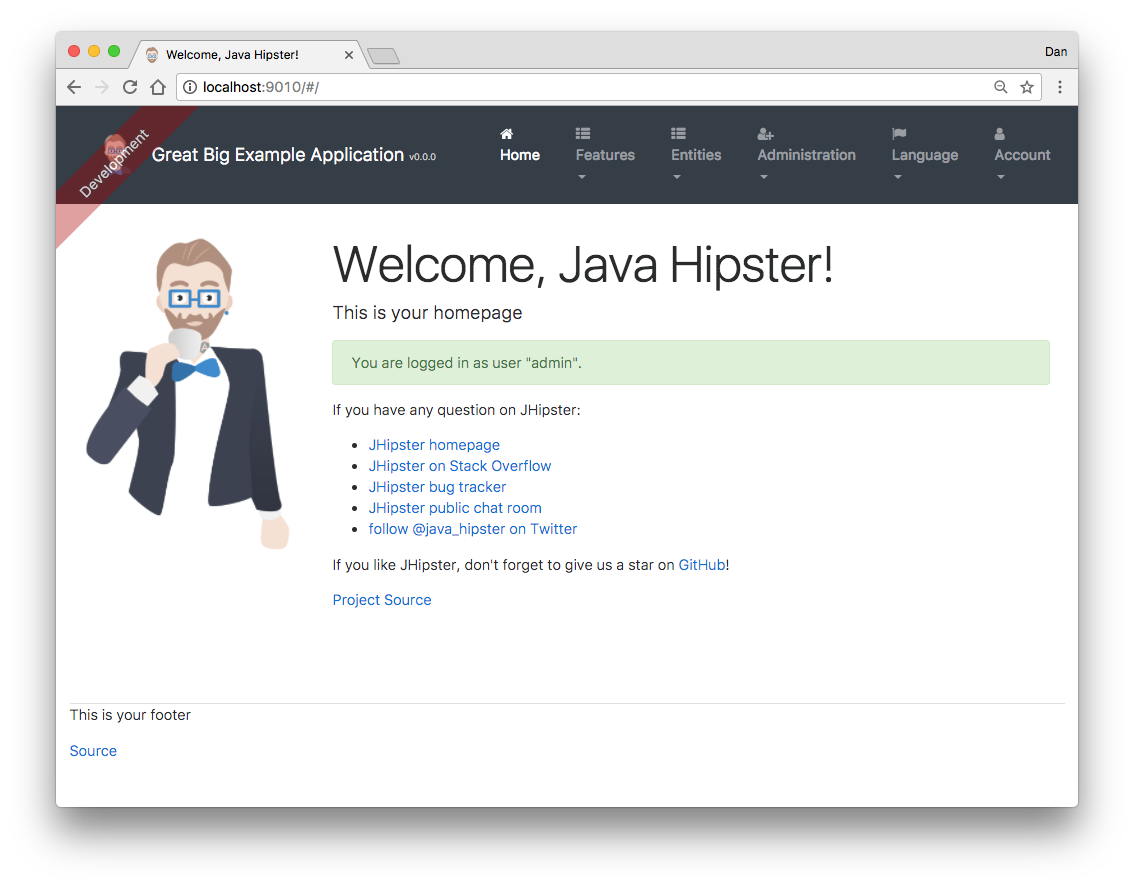 Welcome, Java Hipster!
Dan
localhost:9010/#/
Development
Great Big Example Application v0.0.0
Home
Features
Entities
Administration
Language
Account
Welcome, Java Hipster!
This is your homepage
You are logged in as user "admin".
If you have any question on JHipster:
JHipster homepage
JHipster on Stack Overflow
JHipster bug tracker
JHipster public chat room
follow @java_hipster on Twitter
If you like JHipster, don't forget to give us a star on GitHub!
Project Source
This is your footer
Source